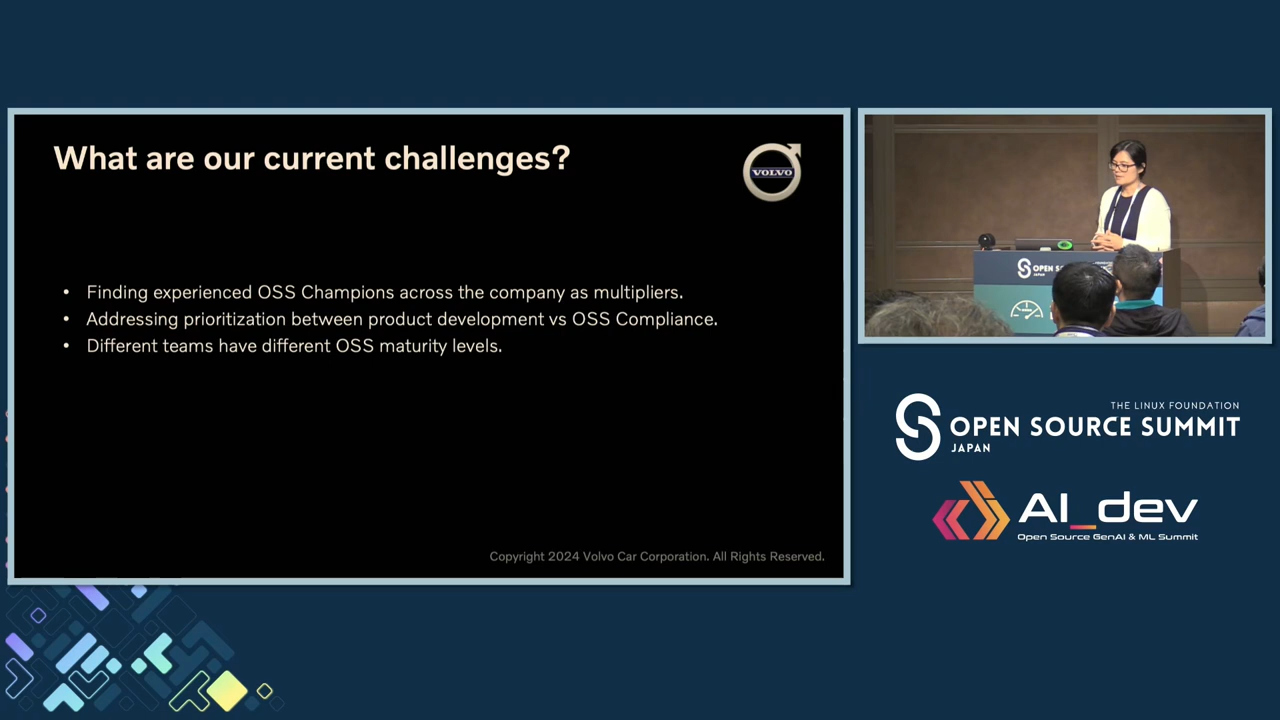 What are our current challenges?
VOLVO
• Finding experienced OSS Champions across the company as multipliers.
• Addressing prioritization between product development vs OSS Compliance.
• Different teams have different OSS maturity levels.
Copyright 2024 Volvo Car Corporation. All Rights Reserved.
OPEN SO
THE LINUX FOUNDATION
OPEN SOURCE SUMMIT
JAPAN
AI_dev
Open Source GenAI & ML Summit